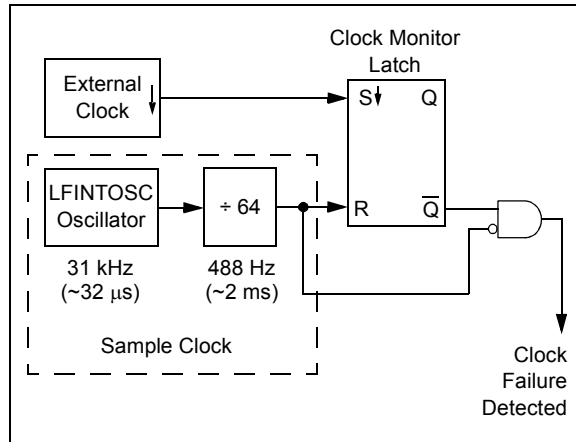 Clock Monitor
Latch
External
Clock
S
Q
LFINTOSC
Oscillator
÷ 64
R
Q
31 kHz
(~32 μs)
488 Hz
(~2 ms)
Sample Clock
Clock
Failure
Detected